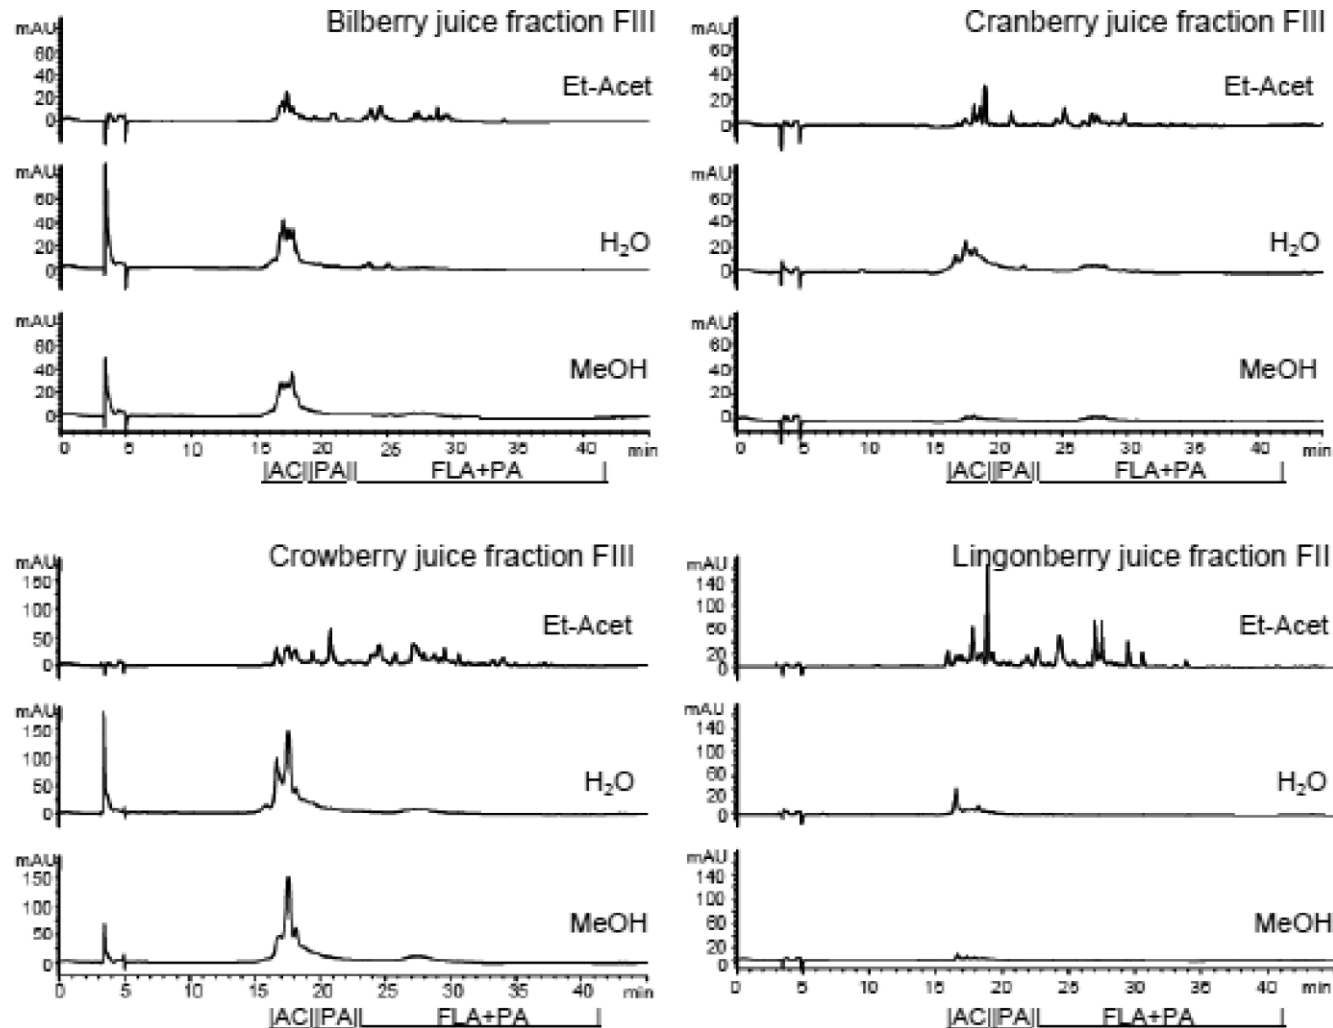 Bilberry juice fraction FIII
mAU
60
40
20
0
Et-Acet
mAU
60
40
20
0
H₂O
mAU
60
40
20
0
MeOH
0 5 10 15 20 25 30 35 40 min
|AC||PA|| FLA+PA |
Cranberry juice fraction FIII
mAU
60
40
20
0
Et-Acet
mAU
60
40
20
0
H₂O
mAU
60
40
20
0
MeOH
0 5 10 15 20 25 30 35 40 min
|AC||PA|| FLA+PA |
Crowberry juice fraction FIII
mAU
150
100
50
0
Et-Acet
mAU
150
100
50
0
H₂O
mAU
150
100
50
0
MeOH
0 5 10 15 20 25 30 35 40 min
|AC||PA|| FLA+PA |
Lingonberry juice fraction FII
mAU
140
100
60
20
0
Et-Acet
mAU
140
100
60
20
0
H₂O
mAU
140
100
60
20
0
MeOH
0 5 10 15 20 25 30 35 40 min
|AC||PA|| FLA+PA |